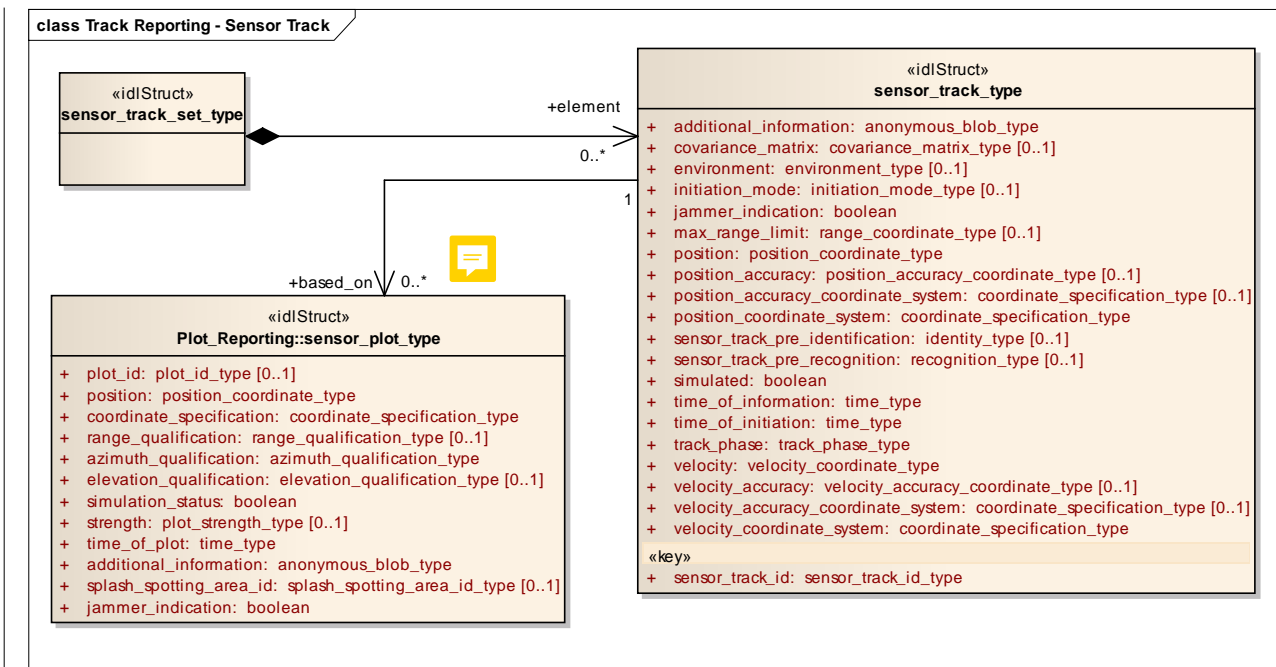 class Track Reporting - Sensor Track
«idlStruct»
sensor_track_set_type
+element
0..*
«idlStruct»
sensor_track_type
+ additional_information: anonymous_blob_type
+ covariance_matrix: covariance_matrix_type [0..1]
+ environment: environment_type [0..1]
+ initiation_mode: initiation_mode_type [0..1]
+ jammer_indication: boolean
+ max_range_limit: range_coordinate_type [0..1]
+ position: position_coordinate_type
+ position_accuracy: position_accuracy_coordinate_type [0..1]
+ position_accuracy_coordinate_system: coordinate_specification_type [0..1]
+ position_coordinate_system: coordinate_specification_type
+ sensor_track_pre_identification: identity_type [0..1]
+ sensor_track_pre_recognition: recognition_type [0..1]
+ simulated: boolean
+ time_of_information: time_type
+ time_of_initiation: time_type
+ track_phase: track_phase_type
+ velocity: velocity_coordinate_type
+ velocity_accuracy: velocity_accuracy_coordinate_type [0..1]
+ velocity_accuracy_coordinate_system: coordinate_specification_type [0..1]
+ velocity_coordinate_system: coordinate_specification_type
«key»
+ sensor_track_id: sensor_track_id_type
1
+based_on
0..*
«idlStruct»
Plot_Reporting::sensor_plot_type
+ plot_id: plot_id_type [0..1]
+ position: position_coordinate_type
+ coordinate_specification: coordinate_specification_type
+ range_qualification: range_qualification_type [0..1]
+ azimuth_qualification: azimuth_qualification_type
+ elevation_qualification: elevation_qualification_type [0..1]
+ simulation_status: boolean
+ strength: plot_strength_type [0..1]
+ time_of_plot: time_type
+ additional_information: anonymous_blob_type
+ splash_spotting_area_id: splash_spotting_area_id_type [0..1]
+ jammer_indication: boolean